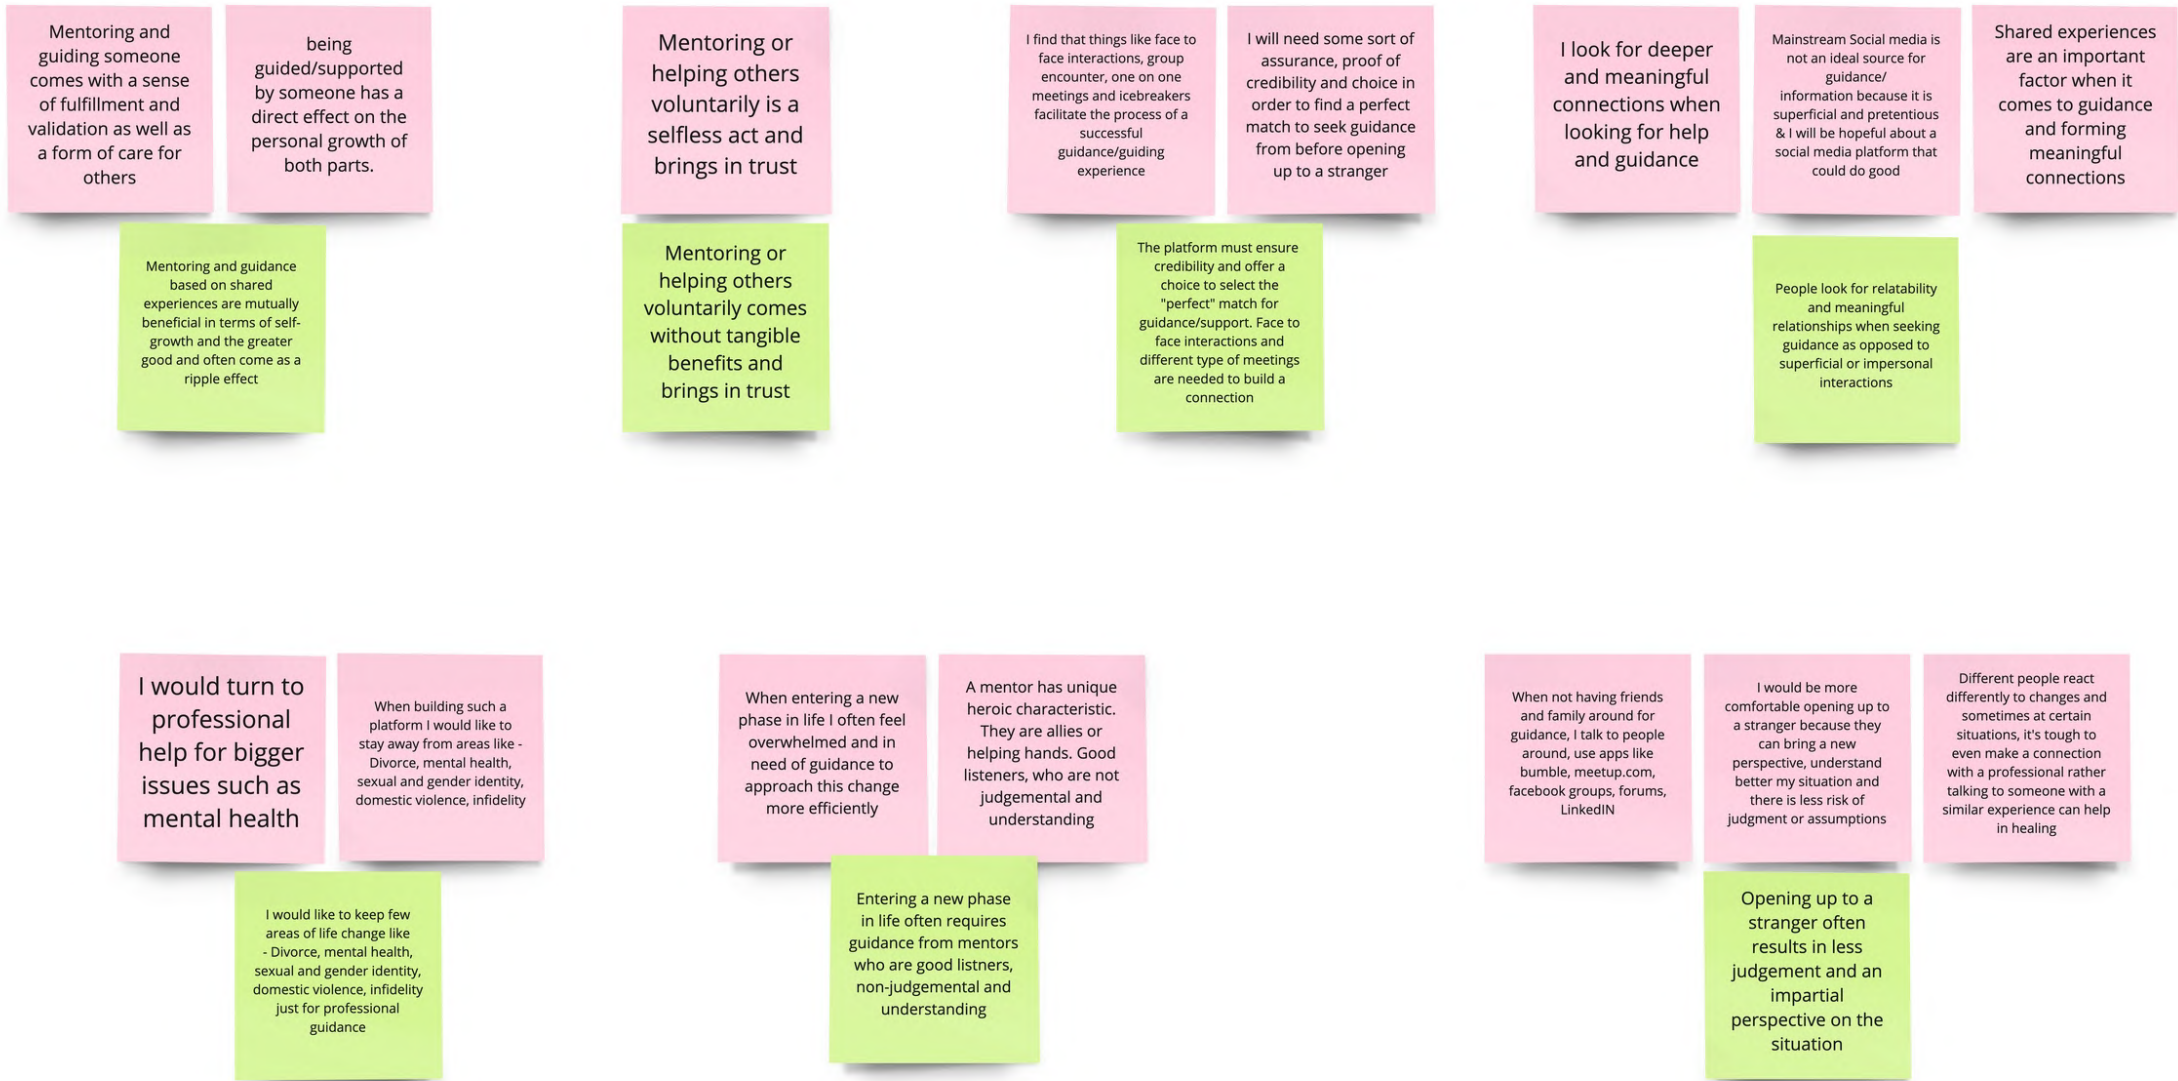 Mentoring and
guiding someone
comes with a sense
of fulfillment and
validation as well as
a form of care for
others
being
guided/supported
by someone has a
direct effect on the
personal growth of
both parts.
Mentoring and guidance
based on shared
experiences are mutually
beneficial in terms of self-
growth and the greater
good and often come as a
ripple effect
Mentoring or
helping others
voluntarily is a
selfless act and
brings in trust
Mentoring or
helping others
voluntarily comes
without tangible
benefits and
brings in trust
I find that things like face to
face interactions, group
encounter, one on one
meetings and icebreakers
facilitate the process of a
successful
guidance/guiding
experience
I will need some sort of
assurance, proof of
credibility and choice in
order to find a perfect
match to seek guidance
from before opening
up to a stranger
The platform must ensure
credibility and offer a
choice to select the
"perfect" match for
guidance/support. Face to
face interactions and
different type of meetings
are needed to build a
connection
I look for deeper
and meaningful
connections when
looking for help
and guidance
Mainstream Social media is
not an ideal source for
guidance/
information because it is
superficial and pretentious
& I will be hopeful about a
social media platform that
could do good
Shared experiences
are an important
factor when it
comes to guidance
and forming
meaningful
connections
People look for relatability
and meaningful
relationships when seeking
guidance as opposed to
superficial or impersonal
interactions
I would turn to
professional
help for bigger
issues such as
mental health
When building such a
platform I would like to
stay away from areas like -
Divorce, mental health,
sexual and gender identity,
domestic violence, infidelity
I would like to keep few
areas of life change like
- Divorce, mental health,
sexual and gender identity,
domestic violence, infidelity
just for professional
guidance
When entering a new
phase in life I often feel
overwhelmed and in
need of guidance to
approach this change
more efficiently
A mentor has unique
heroic characteristic.
They are allies or
helping hands. Good
listeners, who are not
judgemental and
understanding
Entering a new phase
in life often requires
guidance from mentors
who are good listners,
non-judgemental and
understanding
When not having friends
and family around for
guidance, I talk to people
around, use apps like
bumble, meetup.com,
facebook groups, forums,
LinkedIN
I would be more
comfortable opening up to
a stranger because they
can bring a new
perspective, understand
better my situation and
there is less risk of
judgment or assumptions
Different people react
differently to changes and
sometimes at certain
situations, it's tough to
even make a connection
with a professional rather
talking to someone with a
similar experience can help
in healing
Opening up to a
stranger often
results in less
judgement and an
impartial
perspective on the
situation